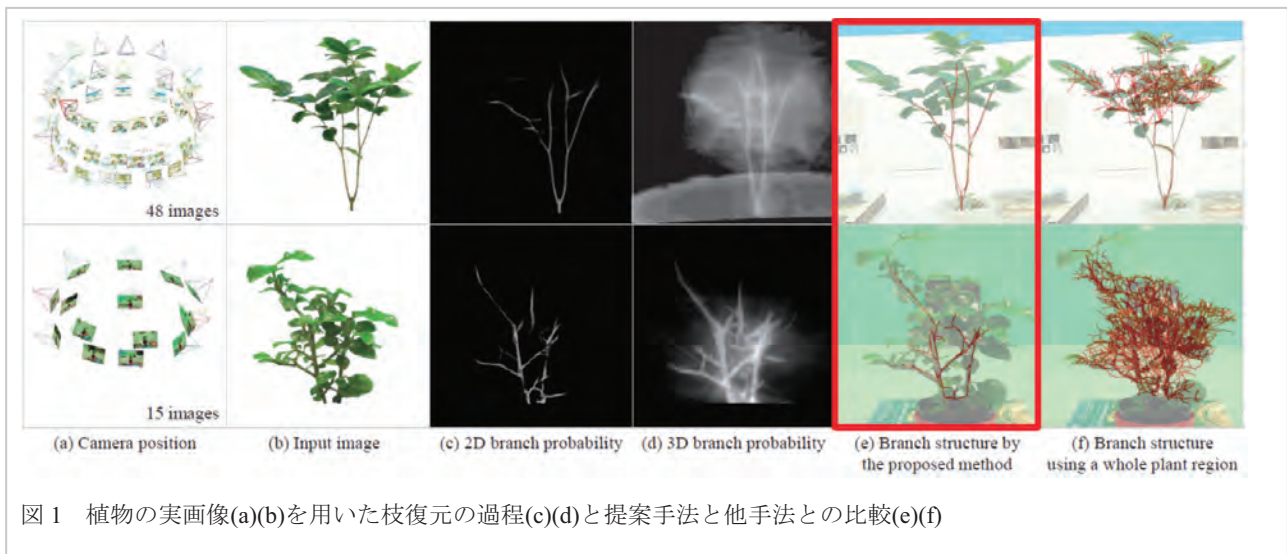 48 images
15 images
(a) Camera position
(b) Input image
(c) 2D branch probability
(d) 3D branch probability
(e) Branch structure by
the proposed method
(f) Branch structure
using a whole plant region
図 1 植物の実画像(a)(b)を用いた枝復元の過程(c)(d)と提案手法と他手法との比較(e)(f)